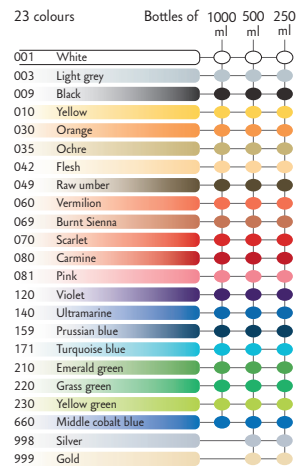 23 colours Bottles of 1000 ml 500 ml 250 ml
001 White
003 Light grey
009 Black
010 Yellow
030 Orange
035 Ochre
042 Flesh
049 Raw umber
060 Vermilion
069 Burnt Sienna
070 Scarlet
080 Carmine
081 Pink
120 Violet
140 Ultramarine
159 Prussian blue
171 Turquoise blue
210 Emerald green
220 Grass green
230 Yellow green
660 Middle cobalt blue
998 Silver
999 Gold